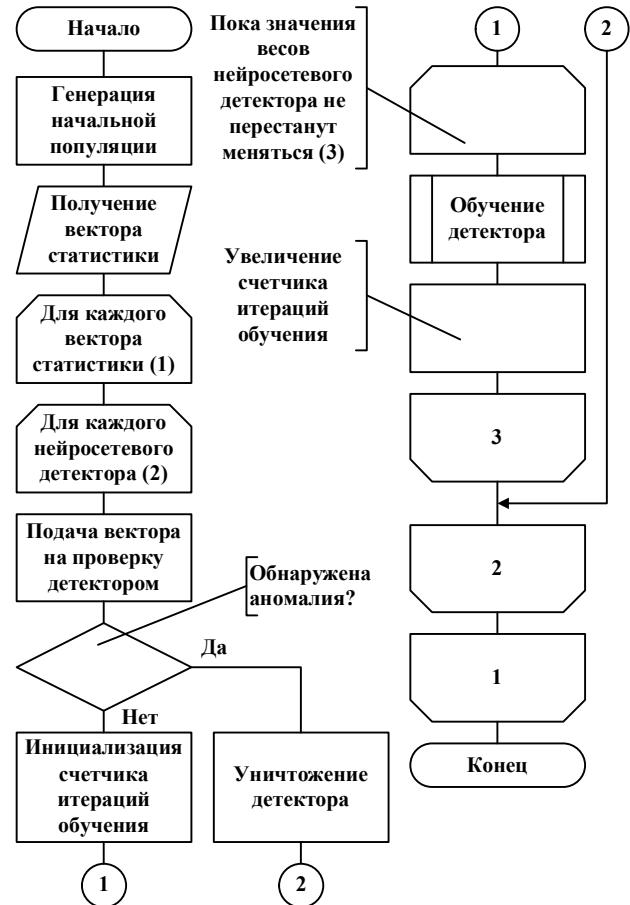 Начало
Генерация
начальной
популяции
Получение
вектора
статистики
Для каждого
вектора
статистики (1)
Для каждого
нейросетевого
детектора (2)
Подача вектора
на проверку
детектором
Обнаружена
аномалия?
Да
Нет
Инициализация
счетчика
итераций
обучения
Уничтожение
детектора
1
2
Пока значения
весов
нейросетевого
детектора не
перестанут
меняться (3)
1
2
Обучение
детектора
Увеличение
счетчика
итераций
обучения
3
2
1
Конец